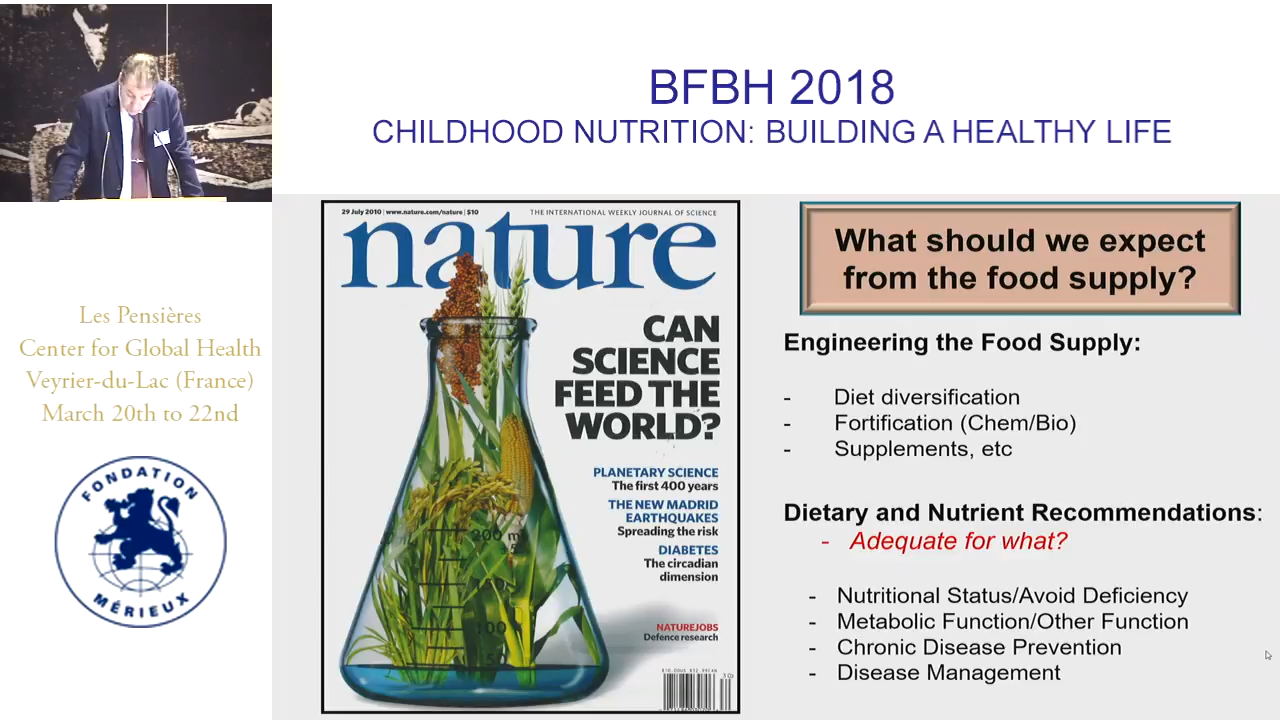 BFBH 2018
CHILDHOOD NUTRITION: BUILDING A HEALTHY LIFE
Les Pensières
Center for Global Health
Veyrier-du-Lac (France)
March 20th to 22nd
FONDATION
MÉRIEUX
29 July 2010 | www.nature.com/nature | $10
THE INTERNATIONAL WEEKLY JOURNAL OF SCIENCE
nature
CAN
SCIENCE
FEED THE
WORLD?
PLANETARY SCIENCE
The first 400 years
THE NEW MADRID
EARTHQUAKES
Spreading the risk
DIABETES
The circadian
dimension
NATUREJOBS
Defence research
200 m
100
What should we expect
from the food supply?
Engineering the Food Supply:
- Diet diversification
- Fortification (Chem/Bio)
- Supplements, etc
Dietary and Nutrient Recommendations:
- Adequate for what?
- Nutritional Status/Avoid Deficiency
- Metabolic Function/Other Function
- Chronic Disease Prevention
- Disease Management